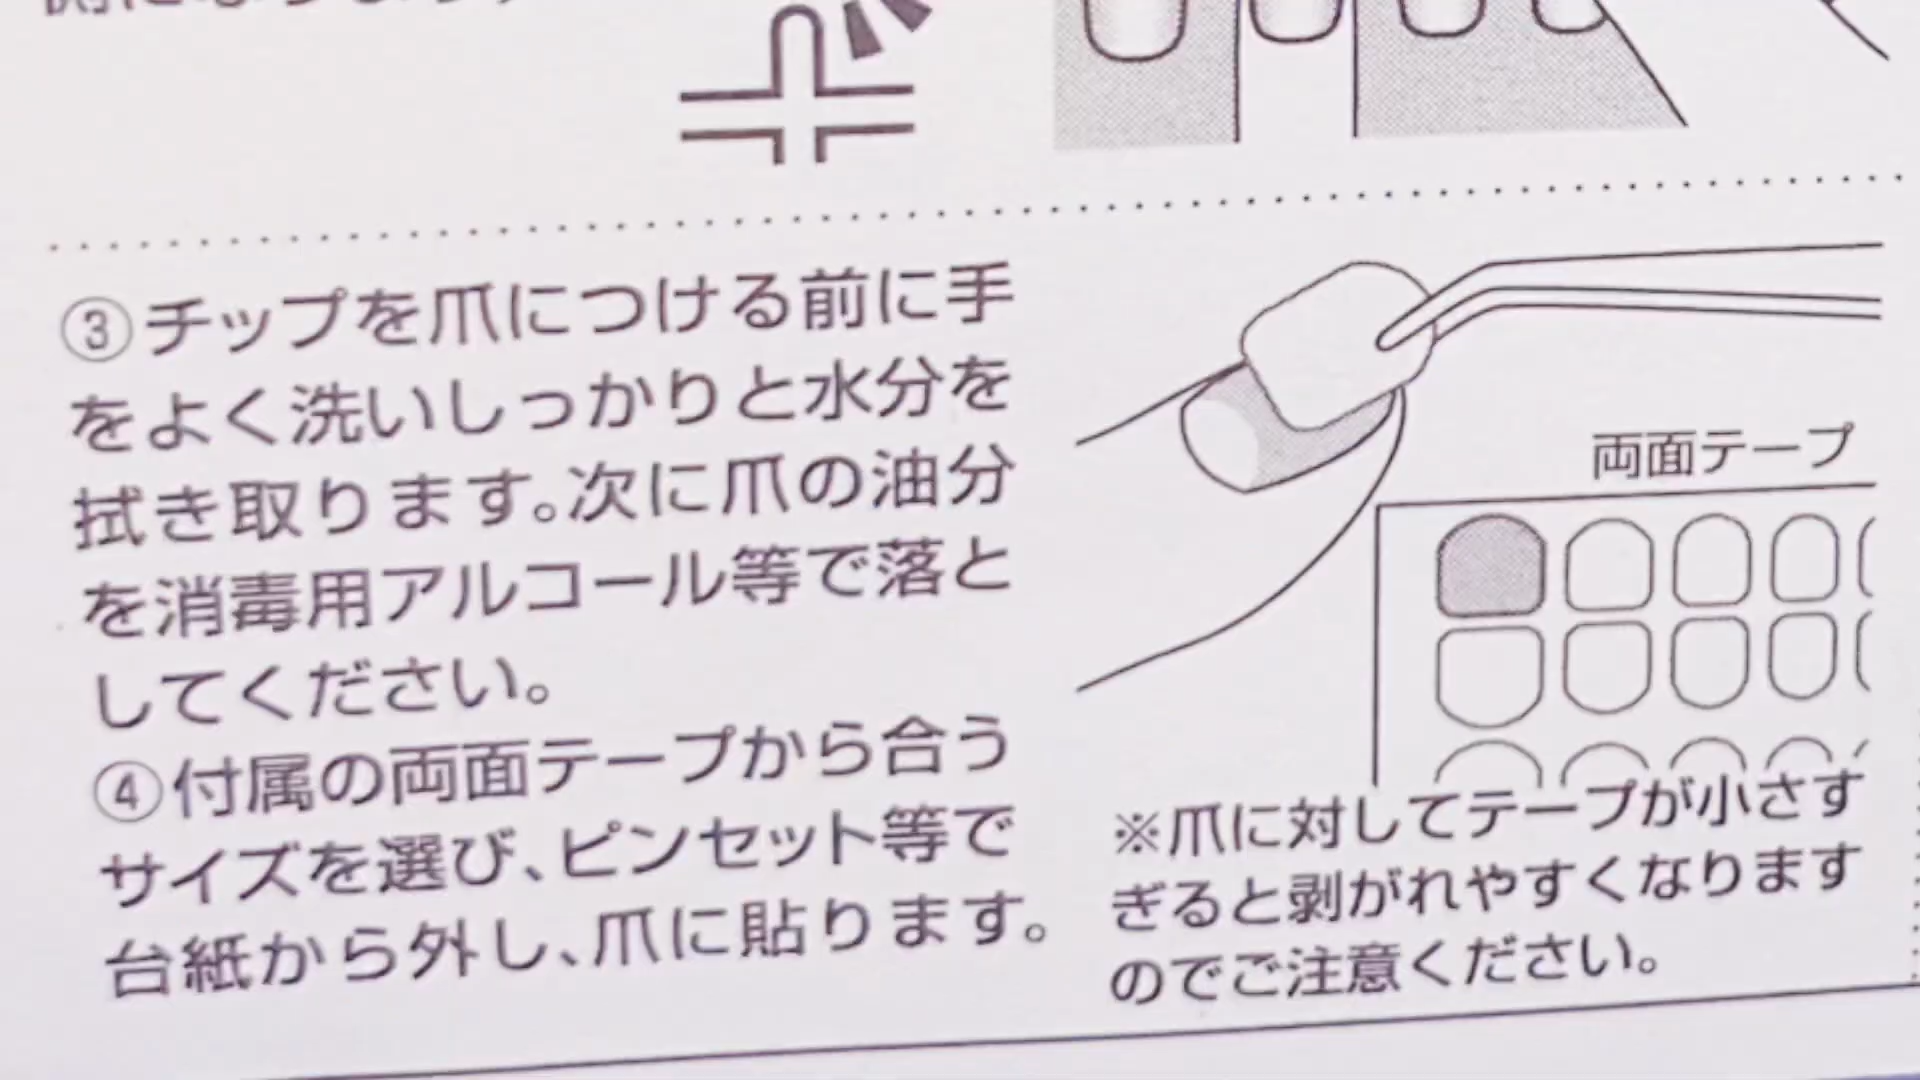 ③チップを爪につける前に手
をよく洗いしっかりと水分を
拭き取ります。次に爪の油分
を消毒用アルコール等で落と
してください。
④付属の両面テープから合う
サイズを選び、ピンセット等で
台紙から外し、爪に貼ります。
両面テープ
※爪に対してテープが小さす
ぎると剥がれやすくなります
のでご注意ください。